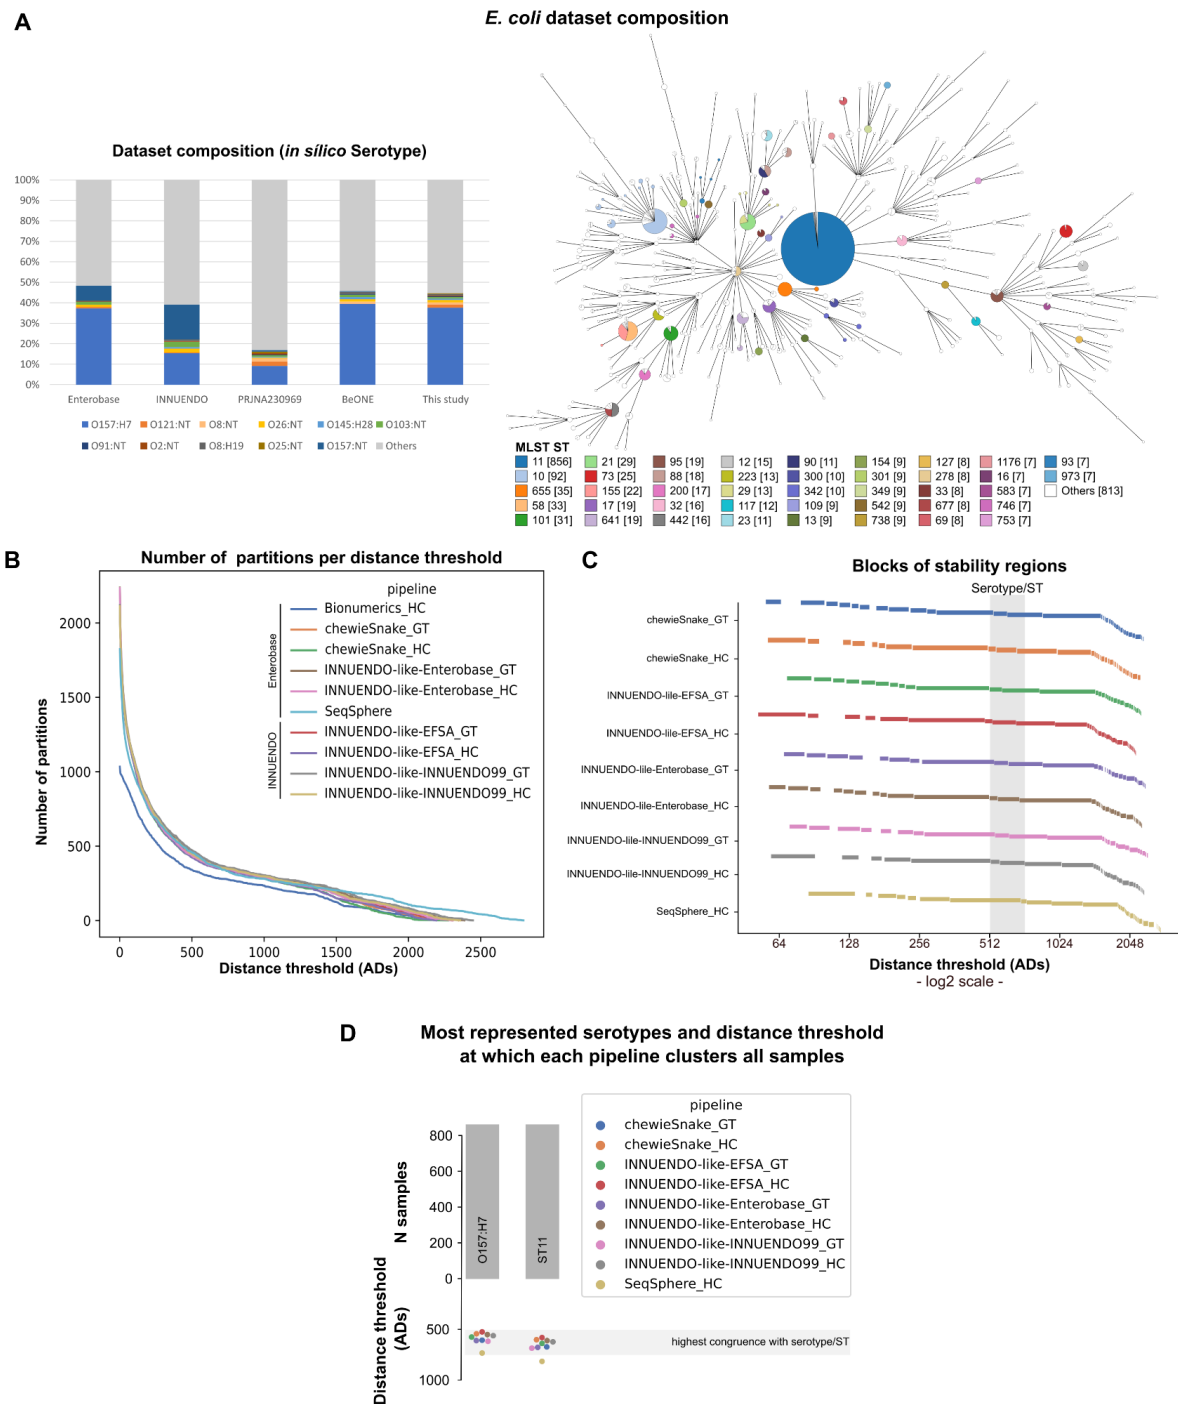 A
E. coli dataset composition
Dataset composition (in sílico Serotype)
100%
90%
80%
70%
60%
50%
40%
30%
20%
10%
0%
Enterobase INNUENDO PRJNA230969 BeONE This study
O157:H7 O121:NT O8:NT O26:NT O145:H28 O103:NT
O91:NT O2:NT O8:H19 O25:NT O157:NT Others
MLST ST
11 [856] 21 [29] 95 [19] 12 [15] 90 [11] 154 [9] 127 [8] 1176 [7] 93 [7]
10 [92] 73 [25] 88 [18] 223 [13] 300 [10] 301 [9] 278 [8] 16 [7] 973 [7]
655 [35] 155 [22] 200 [17] 29 [13] 342 [10] 349 [9] 33 [8] 583 [7] Others [813]
58 [33] 17 [19] 32 [16] 117 [12] 109 [9] 542 [9] 677 [8] 746 [7]
101 [31] 641 [19] 442 [16] 23 [11] 13 [9] 738 [9] 69 [8] 753 [7]
B
Number of partitions per distance threshold
pipeline
Enterobase
Bionumerics_HC
chewieSnake_GT
chewieSnake_HC
INNUENDO-like-Enterobase_GT
INNUENDO-like-Enterobase_HC
SeqSphere
INNUENDO
INNUENDO-like-EFSA_GT
INNUENDO-like-EFSA_HC
INNUENDO-like-INNUENDO99_GT
INNUENDO-like-INNUENDO99_HC
Number of partitions
2000
1500
1000
500
0
0 500 1000 1500 2000 2500
Distance threshold (ADs)
C
Blocks of stability regions
Serotype/ST
chewieSnake_GT
chewieSnake_HC
INNUENDO-lile-EFSA_GT
INNUENDO-lile-EFSA_HC
INNUENDO-lile-Enterobase_GT
INNUENDO-lile-Enterobase_HC
INNUENDO-lile-INNUENDO99_GT
INNUENDO-lile-INNUENDO99_HC
SeqSphere_HC
64 128 256 512 1024 2048
Distance threshold (ADs)
- log2 scale -
D
Most represented serotypes and distance threshold
at which each pipeline clusters all samples
N samples
800
600
400
200
0
O157:H7
ST11
pipeline
chewieSnake_GT
chewieSnake_HC
INNUENDO-like-EFSA_GT
INNUENDO-like-EFSA_HC
INNUENDO-like-Enterobase_GT
INNUENDO-like-Enterobase_HC
INNUENDO-like-INNUENDO99_GT
INNUENDO-like-INNUENDO99_HC
SeqSphere_HC
Distance threshold
(ADs)
500
1000
highest congruence with serotype/ST